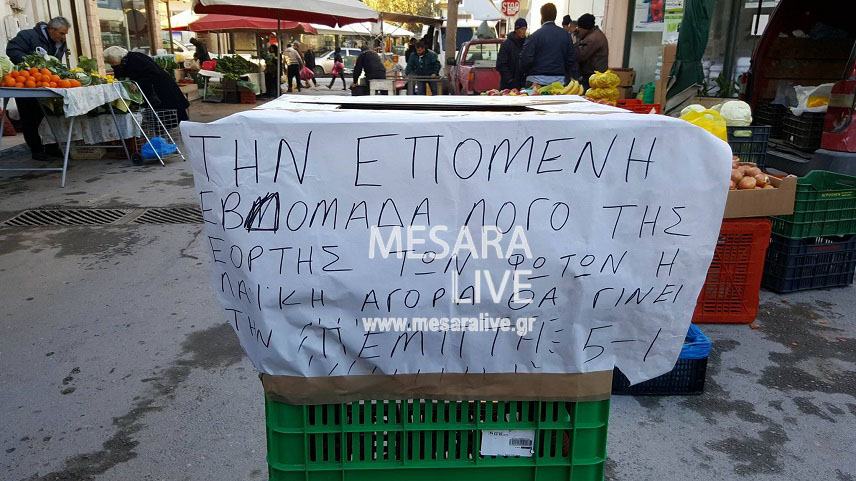 STOP
ΤΗΝ ΕΠΟΜΕΝΗ
ΕΒΔΟΜΑΔΑ ΛΟΓΟ ΤΗΣ
ΕΟΡΤΗΣ ΤΩΝ ΦΩΤΩΝ Η
ΛΑΪΚΗ ΑΓΟΡΑ ΘΑ ΓΙΝΕΙ
ΤΗΝ ΠΕΜΠΤΗ 5-1
MESARA
LIVE
www.mesaralive.gr